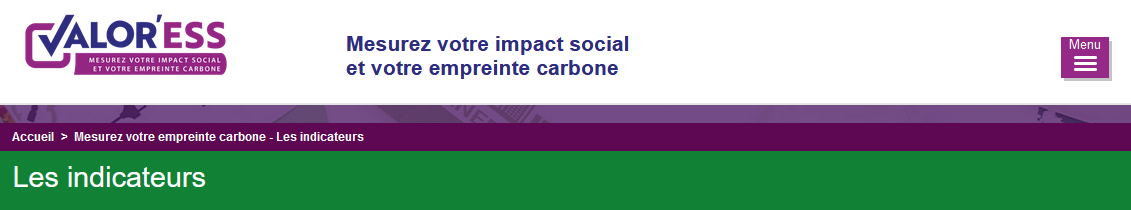 VALOR'ESS
MESUREZ VOTRE IMPACT SOCIAL
ET VOTRE EMPREINTE CARBONE
Mesurez votre impact social
et votre empreinte carbone
Menu
Accueil > Mesurez votre empreinte carbone - Les indicateurs
Les indicateurs